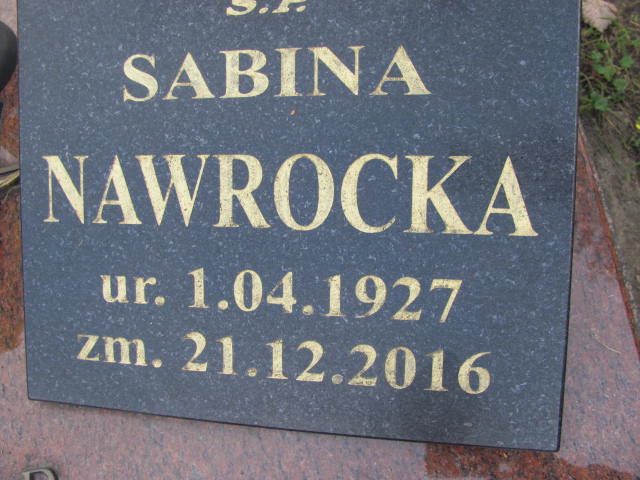 Ś.P.
SABINA
NAWROCKA
ur. 1.04.1927
zm. 21.12.2016